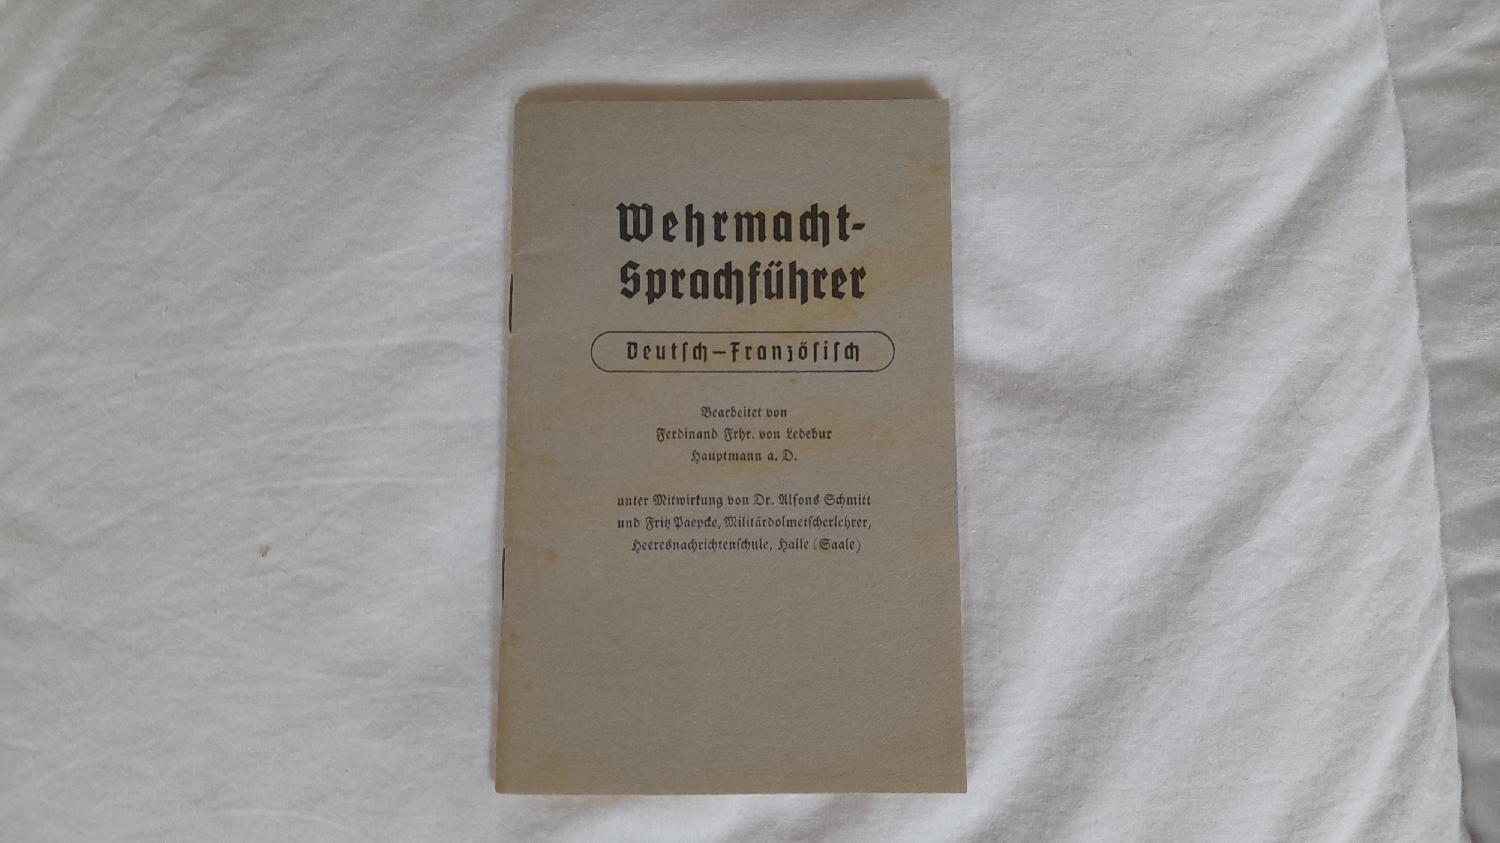 Wehrmacht-
Sprachführer
Deutſch–Franzöſiſch
Bearbeitet von
Ferdinand Frhr. von Ledebur
Hauptmann a. D.
unter Mitwirkung von Dr. Alfons Schmitt
und Fritz Paepcke, Militärdolmetſcherlehrer,
Heeresnachrichtenſchule, Halle (Saale)